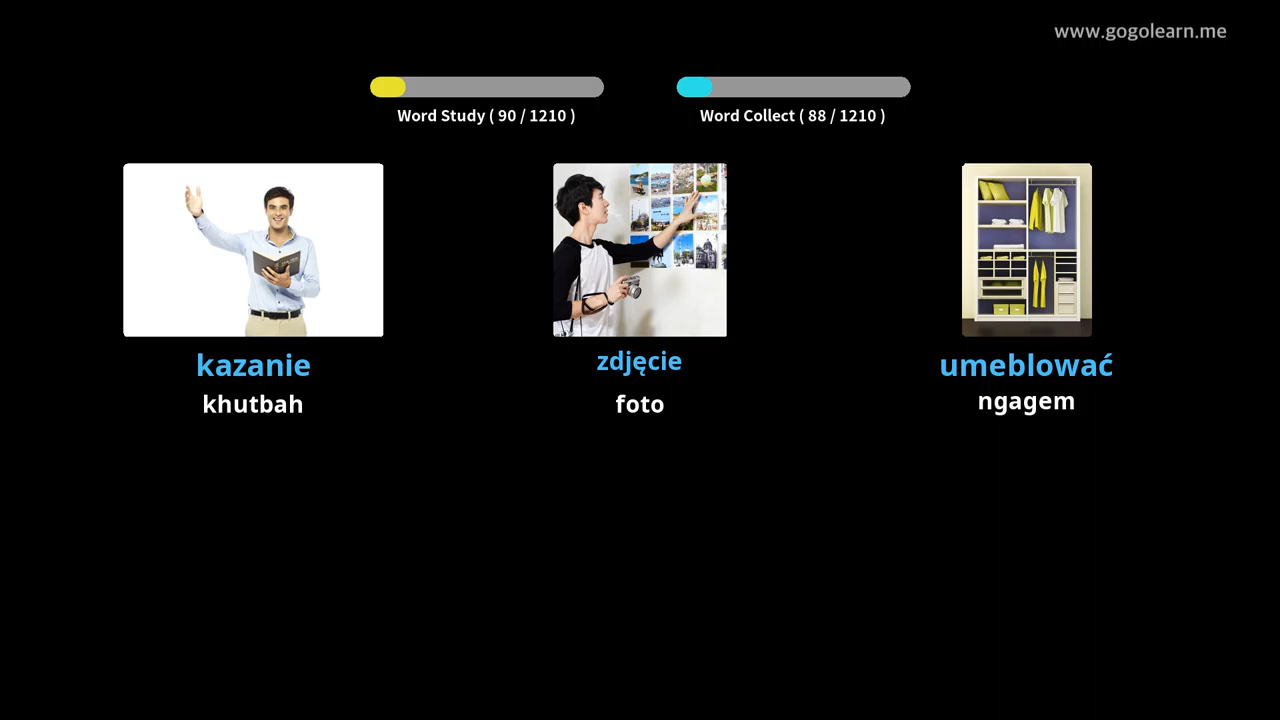 www.gogolearn.me
Word Study ( 90 / 1210 )
Word Collect ( 88 / 1210 )
kazanie
khutbah
zdjęcie
foto
umeblować
ngagem